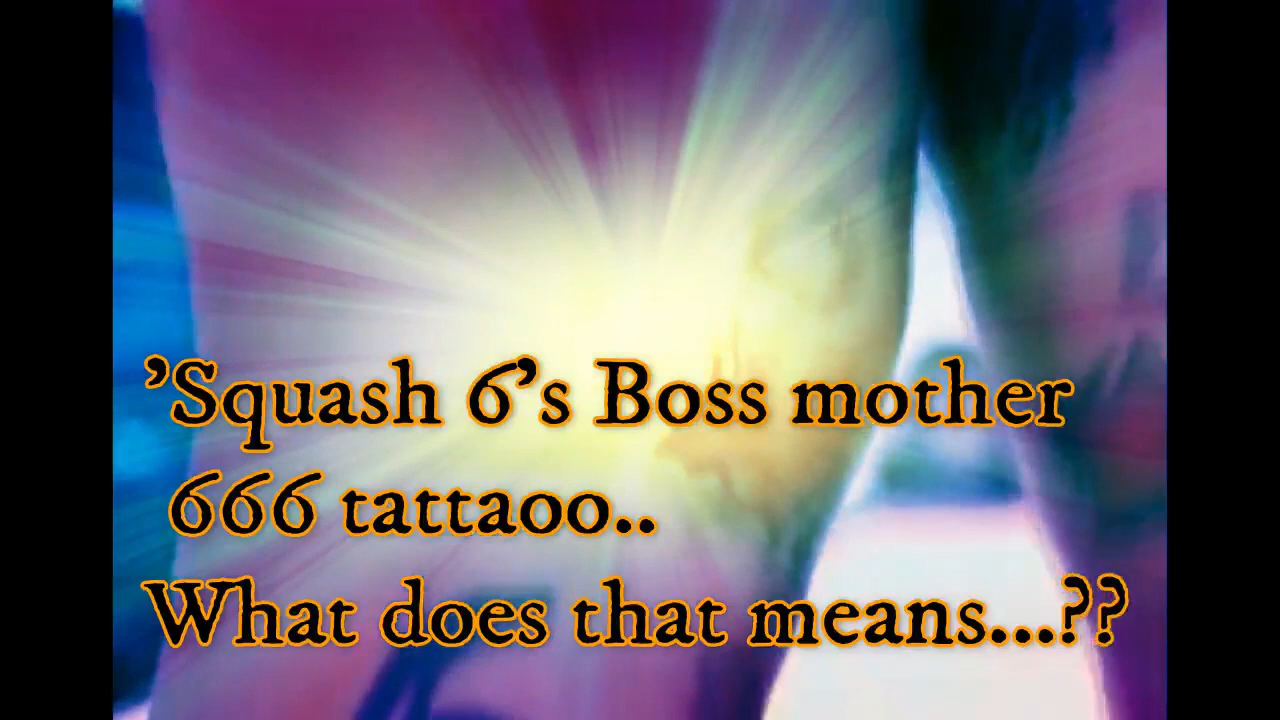 ’Squash 6’s Boss mother
666 tattaoo..
What does that means...??